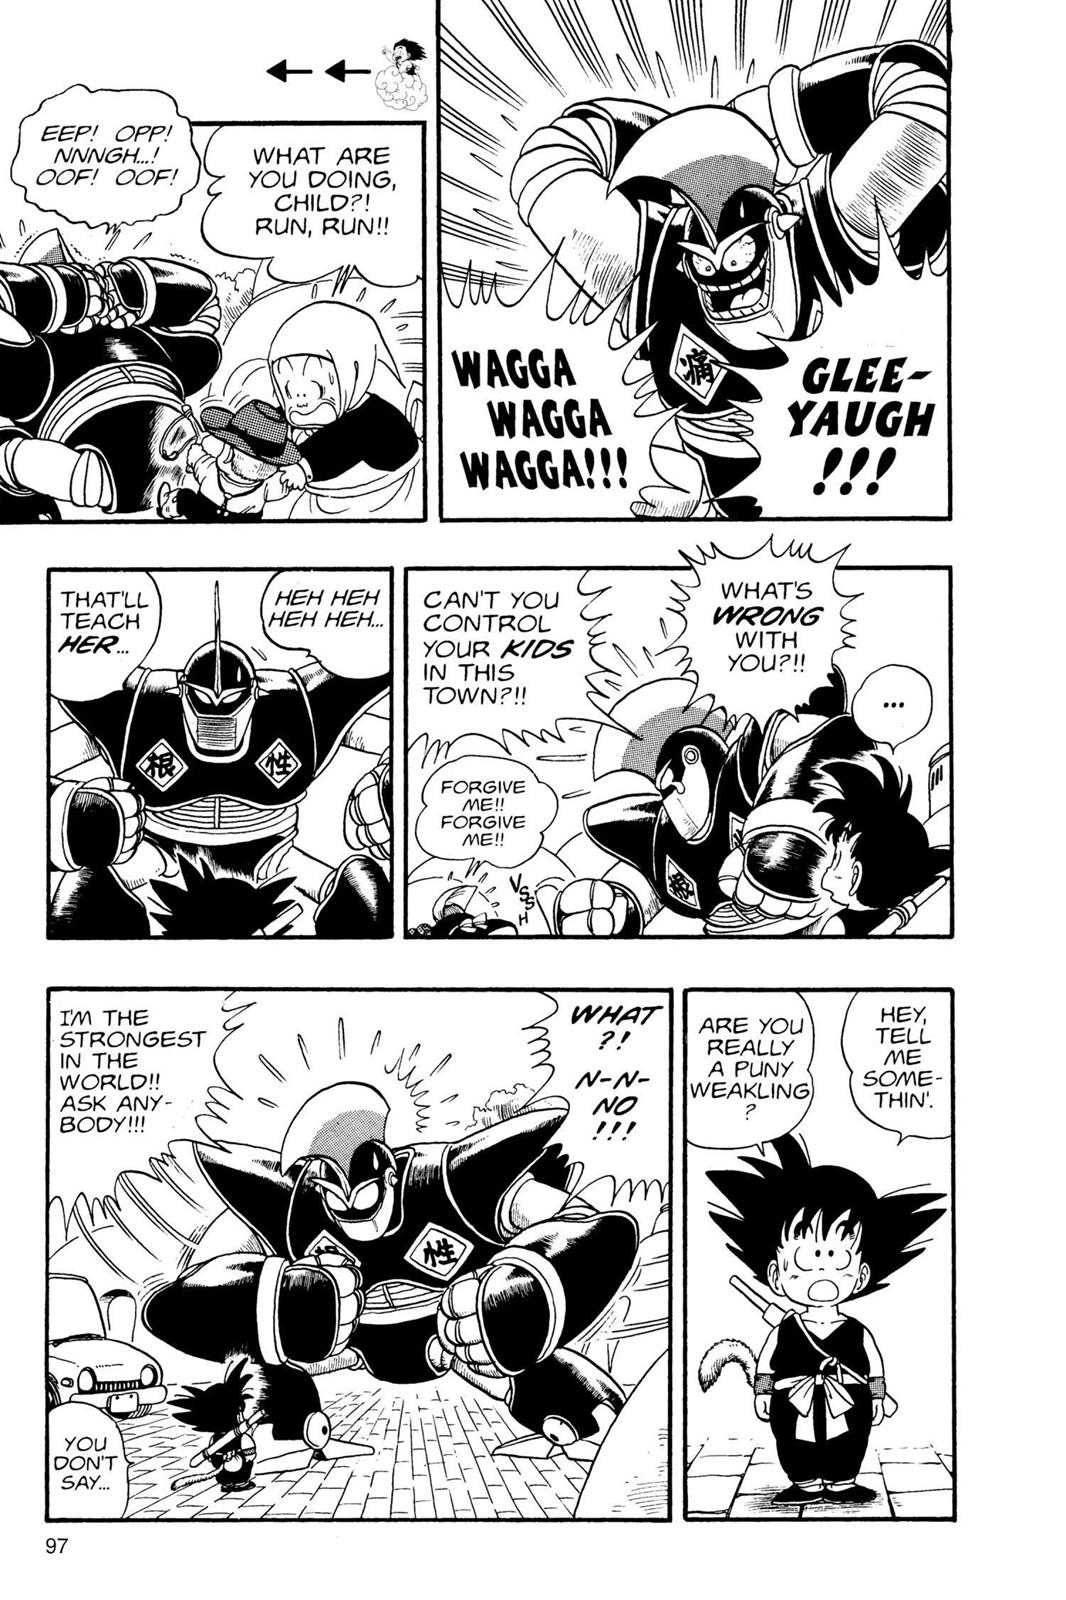 GLEE-
YAUGH
!!!
WAGGA
WAGGA
WAGGA!!!
痛
WHAT ARE
YOU DOING,
CHILD?!
RUN, RUN!!
EEP! OPP!
NNNGH...!
OOF! OOF!
WHAT'S
WRONG
WITH
YOU?!!
...
CAN'T YOU
CONTROL
YOUR KIDS
IN THIS
TOWN?!!
FORGIVE
ME!!
FORGIVE
ME!!
VSSH
根
HEH HEH
HEH HEH...
THAT'LL
TEACH
HER...
根
性
HEY,
TELL
ME
SOME-
THIN'.
ARE YOU
REALLY
A PUNY
WEAKLING
?
WHAT
?!
N-N-
NO
!!!
I'M THE
STRONGEST
IN THE
WORLD!!
ASK ANY-
BODY!!!
根
性
YOU
DON'T
SAY...
97